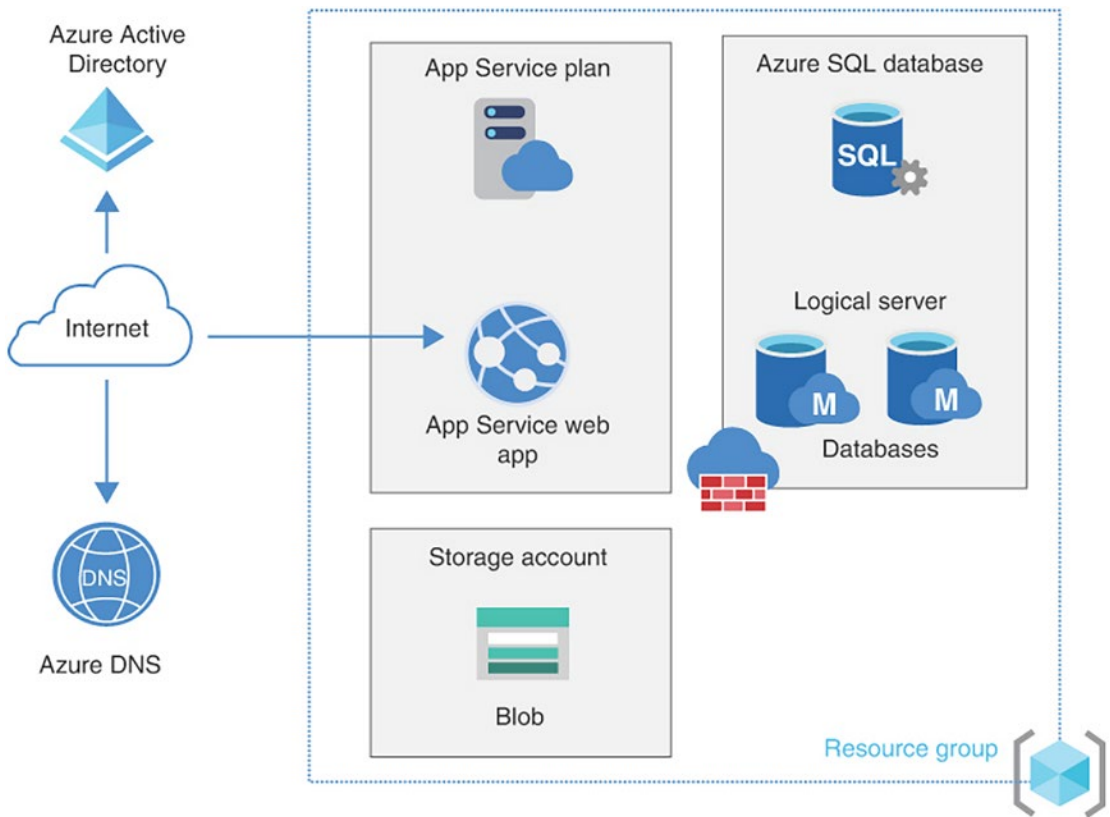 Azure Active
Directory
Internet
DNS
Azure DNS
App Service plan
App Service web
app
Azure SQL database
SQL
Logical server
M
M
Databases
Storage account
Blob
Resource group